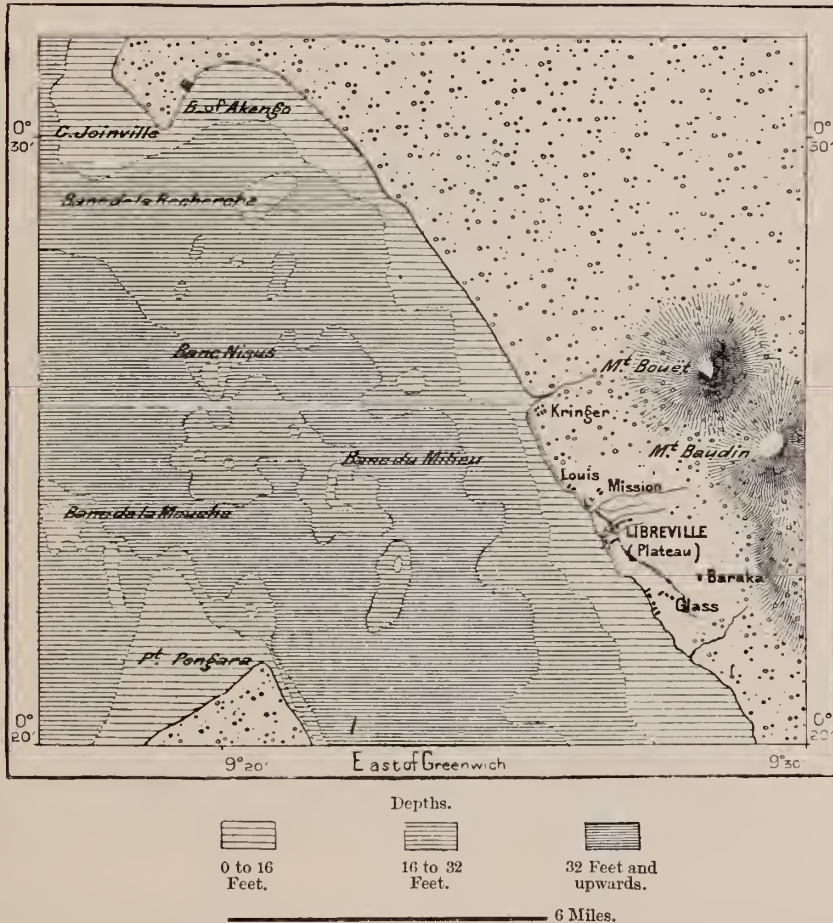 B. of Akengo
0°
30'
C. Joinville
0°
30'
Banc de la Recherche
Banc Nigus
Mt Bouet
Kringer
Mt Baudin
Banc du Milieu
Louis
Mission
Banc de la Mouche
LIBREVILLE
(Plateau)
Baraka
Glass
Pt. Pongara
0°
20'
0°
20'
9°20'
East of Greenwich
9°30'
Depths.
0 to 16
Feet.
16 to 32
Feet.
32 Feet and
upwards.
6 Miles.